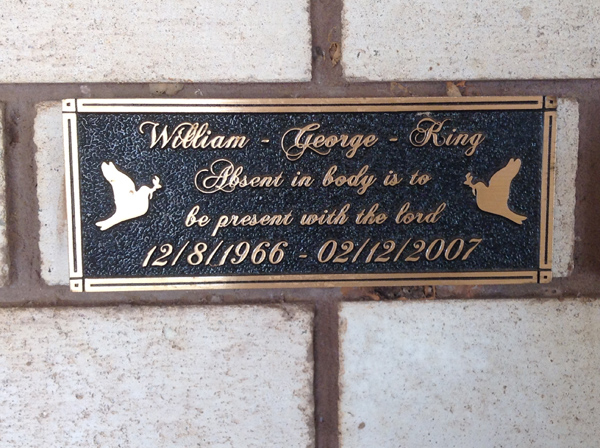 William - George - King
Absent in body is to
be present with the lord
12/8/1966 - 02/12/2007